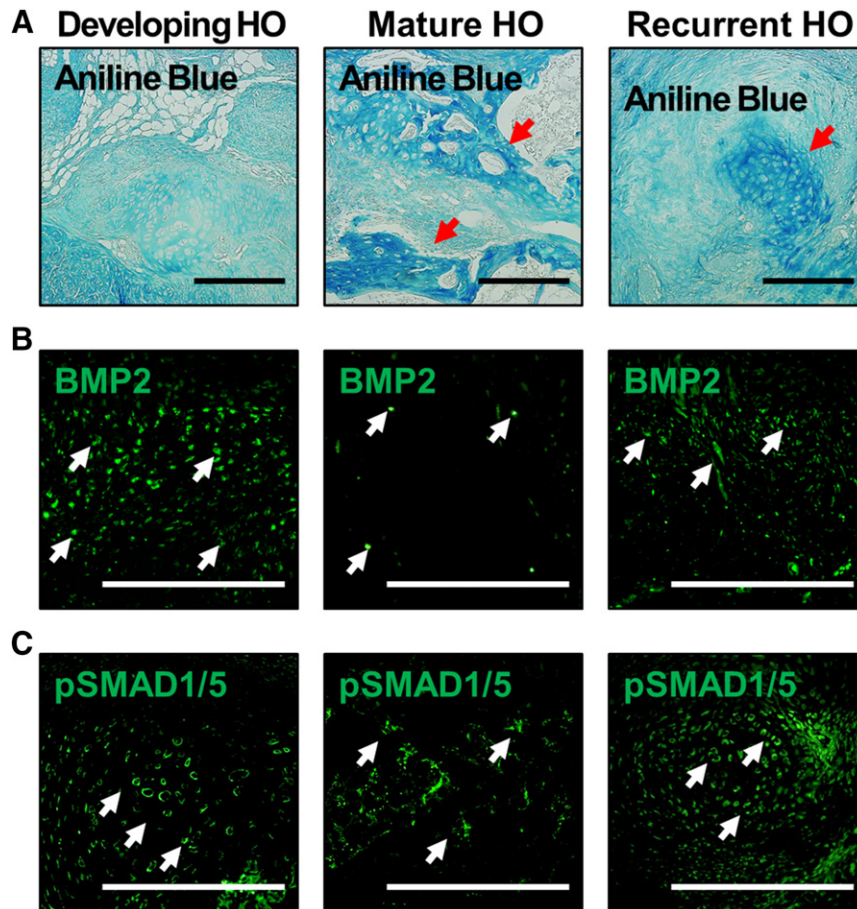 A
Developing HO
Mature HO
Recurrent HO
Aniline Blue
Aniline Blue
Aniline Blue
B
BMP2
BMP2
BMP2
C
pSMAD1/5
pSMAD1/5
pSMAD1/5